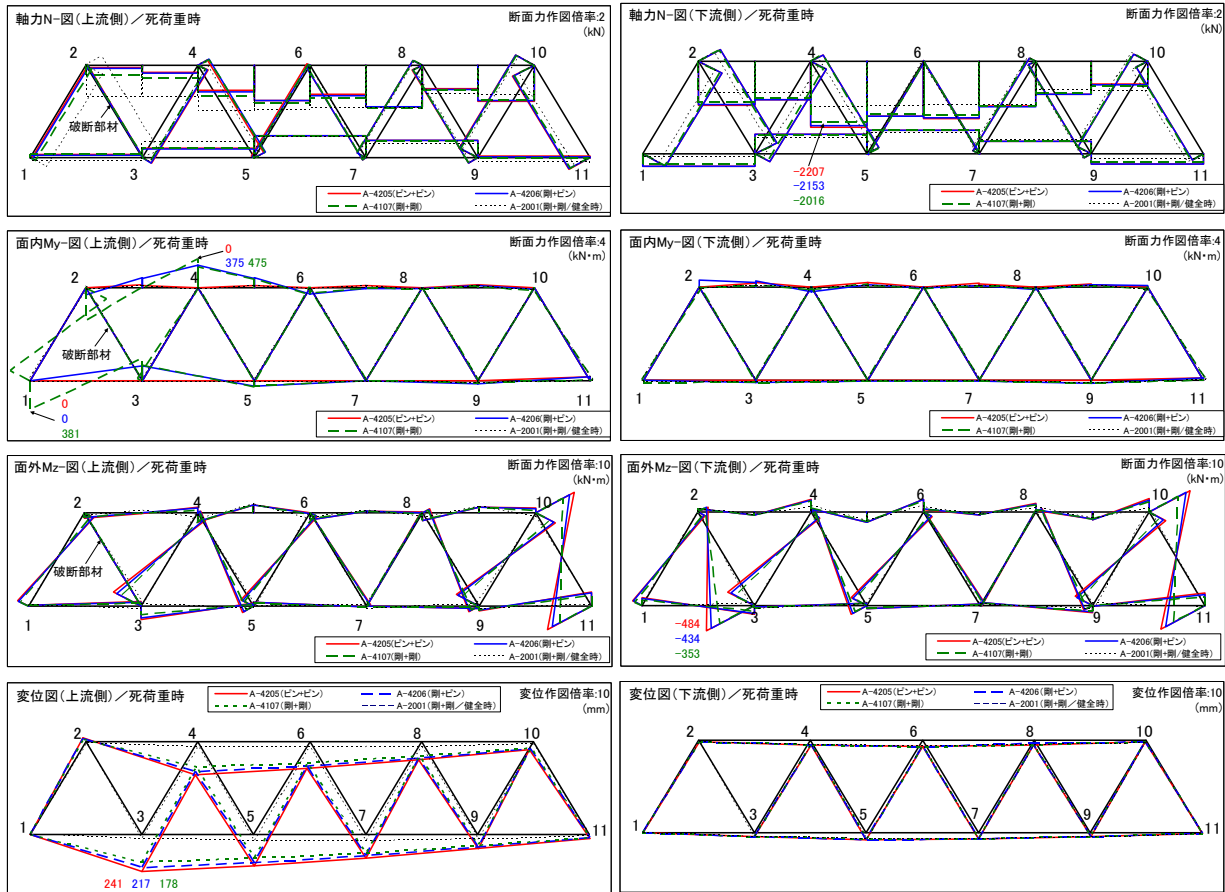 軸力N-図(上流側)／死荷重時
断面力作図倍率:2
(kN)
2 4 6 8 10
破断部材
1 3 5 7 9 11
A-4205(ピン+ピン) A-4206(剛+ピン)
A-4107(剛+剛) A-2001(剛+剛/健全時)
軸力N-図(下流側)／死荷重時
断面力作図倍率:2
(kN)
2 4 6 8 10
1 3 5 7 9 11
-2207
-2153
-2016
A-4205(ピン+ピン) A-4206(剛+ピン)
A-4107(剛+剛) A-2001(剛+剛/健全時)
面内My-図(上流側)／死荷重時
断面力作図倍率:4
(kN・m)
0
375 475
2 4 6 8 10
破断部材
1 3 5 7 9 11
0
0
381
A-4205(ピン+ピン) A-4206(剛+ピン)
A-4107(剛+剛) A-2001(剛+剛/健全時)
面内My-図(下流側)／死荷重時
断面力作図倍率:4
(kN・m)
2 4 6 8 10
1 3 5 7 9 11
A-4205(ピン+ピン) A-4206(剛+ピン)
A-4107(剛+剛) A-2001(剛+剛/健全時)
面外Mz-図(上流側)／死荷重時
断面力作図倍率:10
(kN・m)
2 4 6 8 10
破断部材
1 3 5 7 9 11
A-4205(ピン+ピン) A-4206(剛+ピン)
A-4107(剛+剛) A-2001(剛+剛/健全時)
面外Mz-図(下流側)／死荷重時
断面力作図倍率:10
(kN・m)
2 4 6 8 10
1 3 5 7 9 11
-484
-434
-353
A-4205(ピン+ピン) A-4206(剛+ピン)
A-4107(剛+剛) A-2001(剛+剛/健全時)
変位図(上流側)／死荷重時
A-4205(ピン+ピン) A-4206(剛+ピン)
A-4107(剛+剛) A-2001(剛+剛/健全時)
変位作図倍率:10
(mm)
2 4 6 8 10
1 3 5 7 9 11
241 217 178
変位図(下流側)／死荷重時
A-4205(ピン+ピン) A-4206(剛+ピン)
A-4107(剛+剛) A-2001(剛+剛/健全時)
変位作図倍率:10
(mm)
2 4 6 8 10
1 3 5 7 9 11